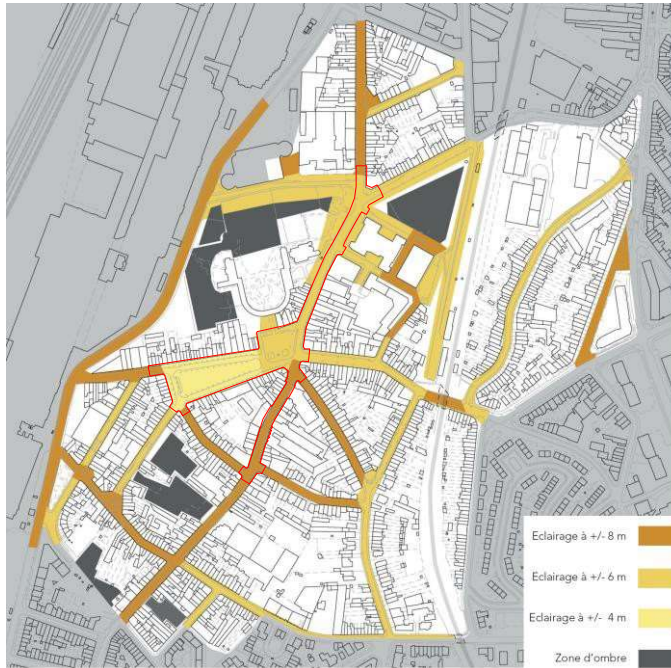 Eclairage à +/- 8 m
Eclairage à +/- 6 m
Eclairage à +/- 4 m
Zone d'ombre